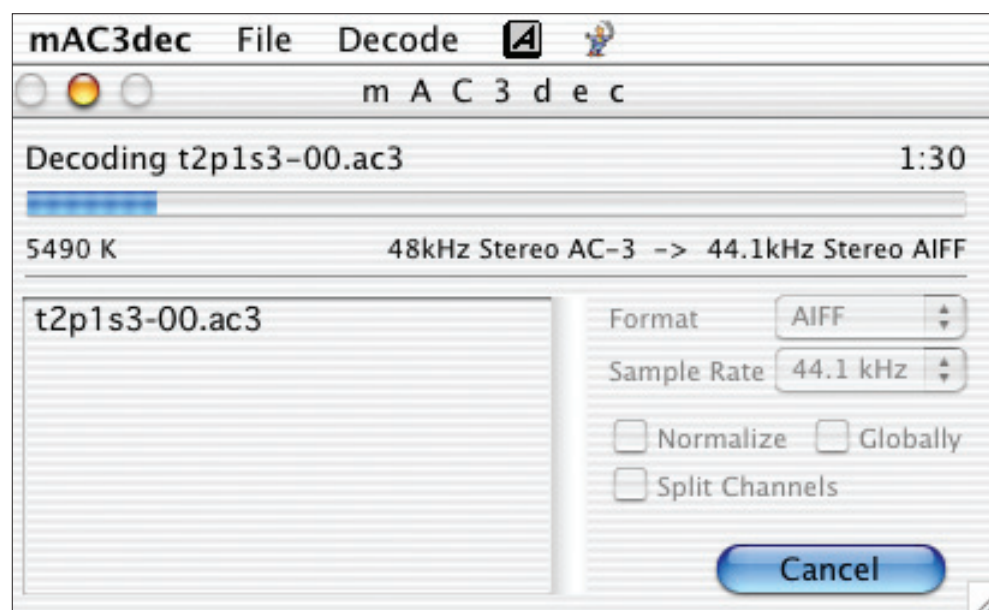 mAC3dec File Decode A
mAC3dec
Decoding t2p1s3-00.ac3 1:30
5490 K 48kHz Stereo AC-3 -> 44.1kHz Stereo AIFF
t2p1s3-00.ac3
Format AIFF
Sample Rate 44.1 kHz
Normalize Globally
Split Channels
Cancel